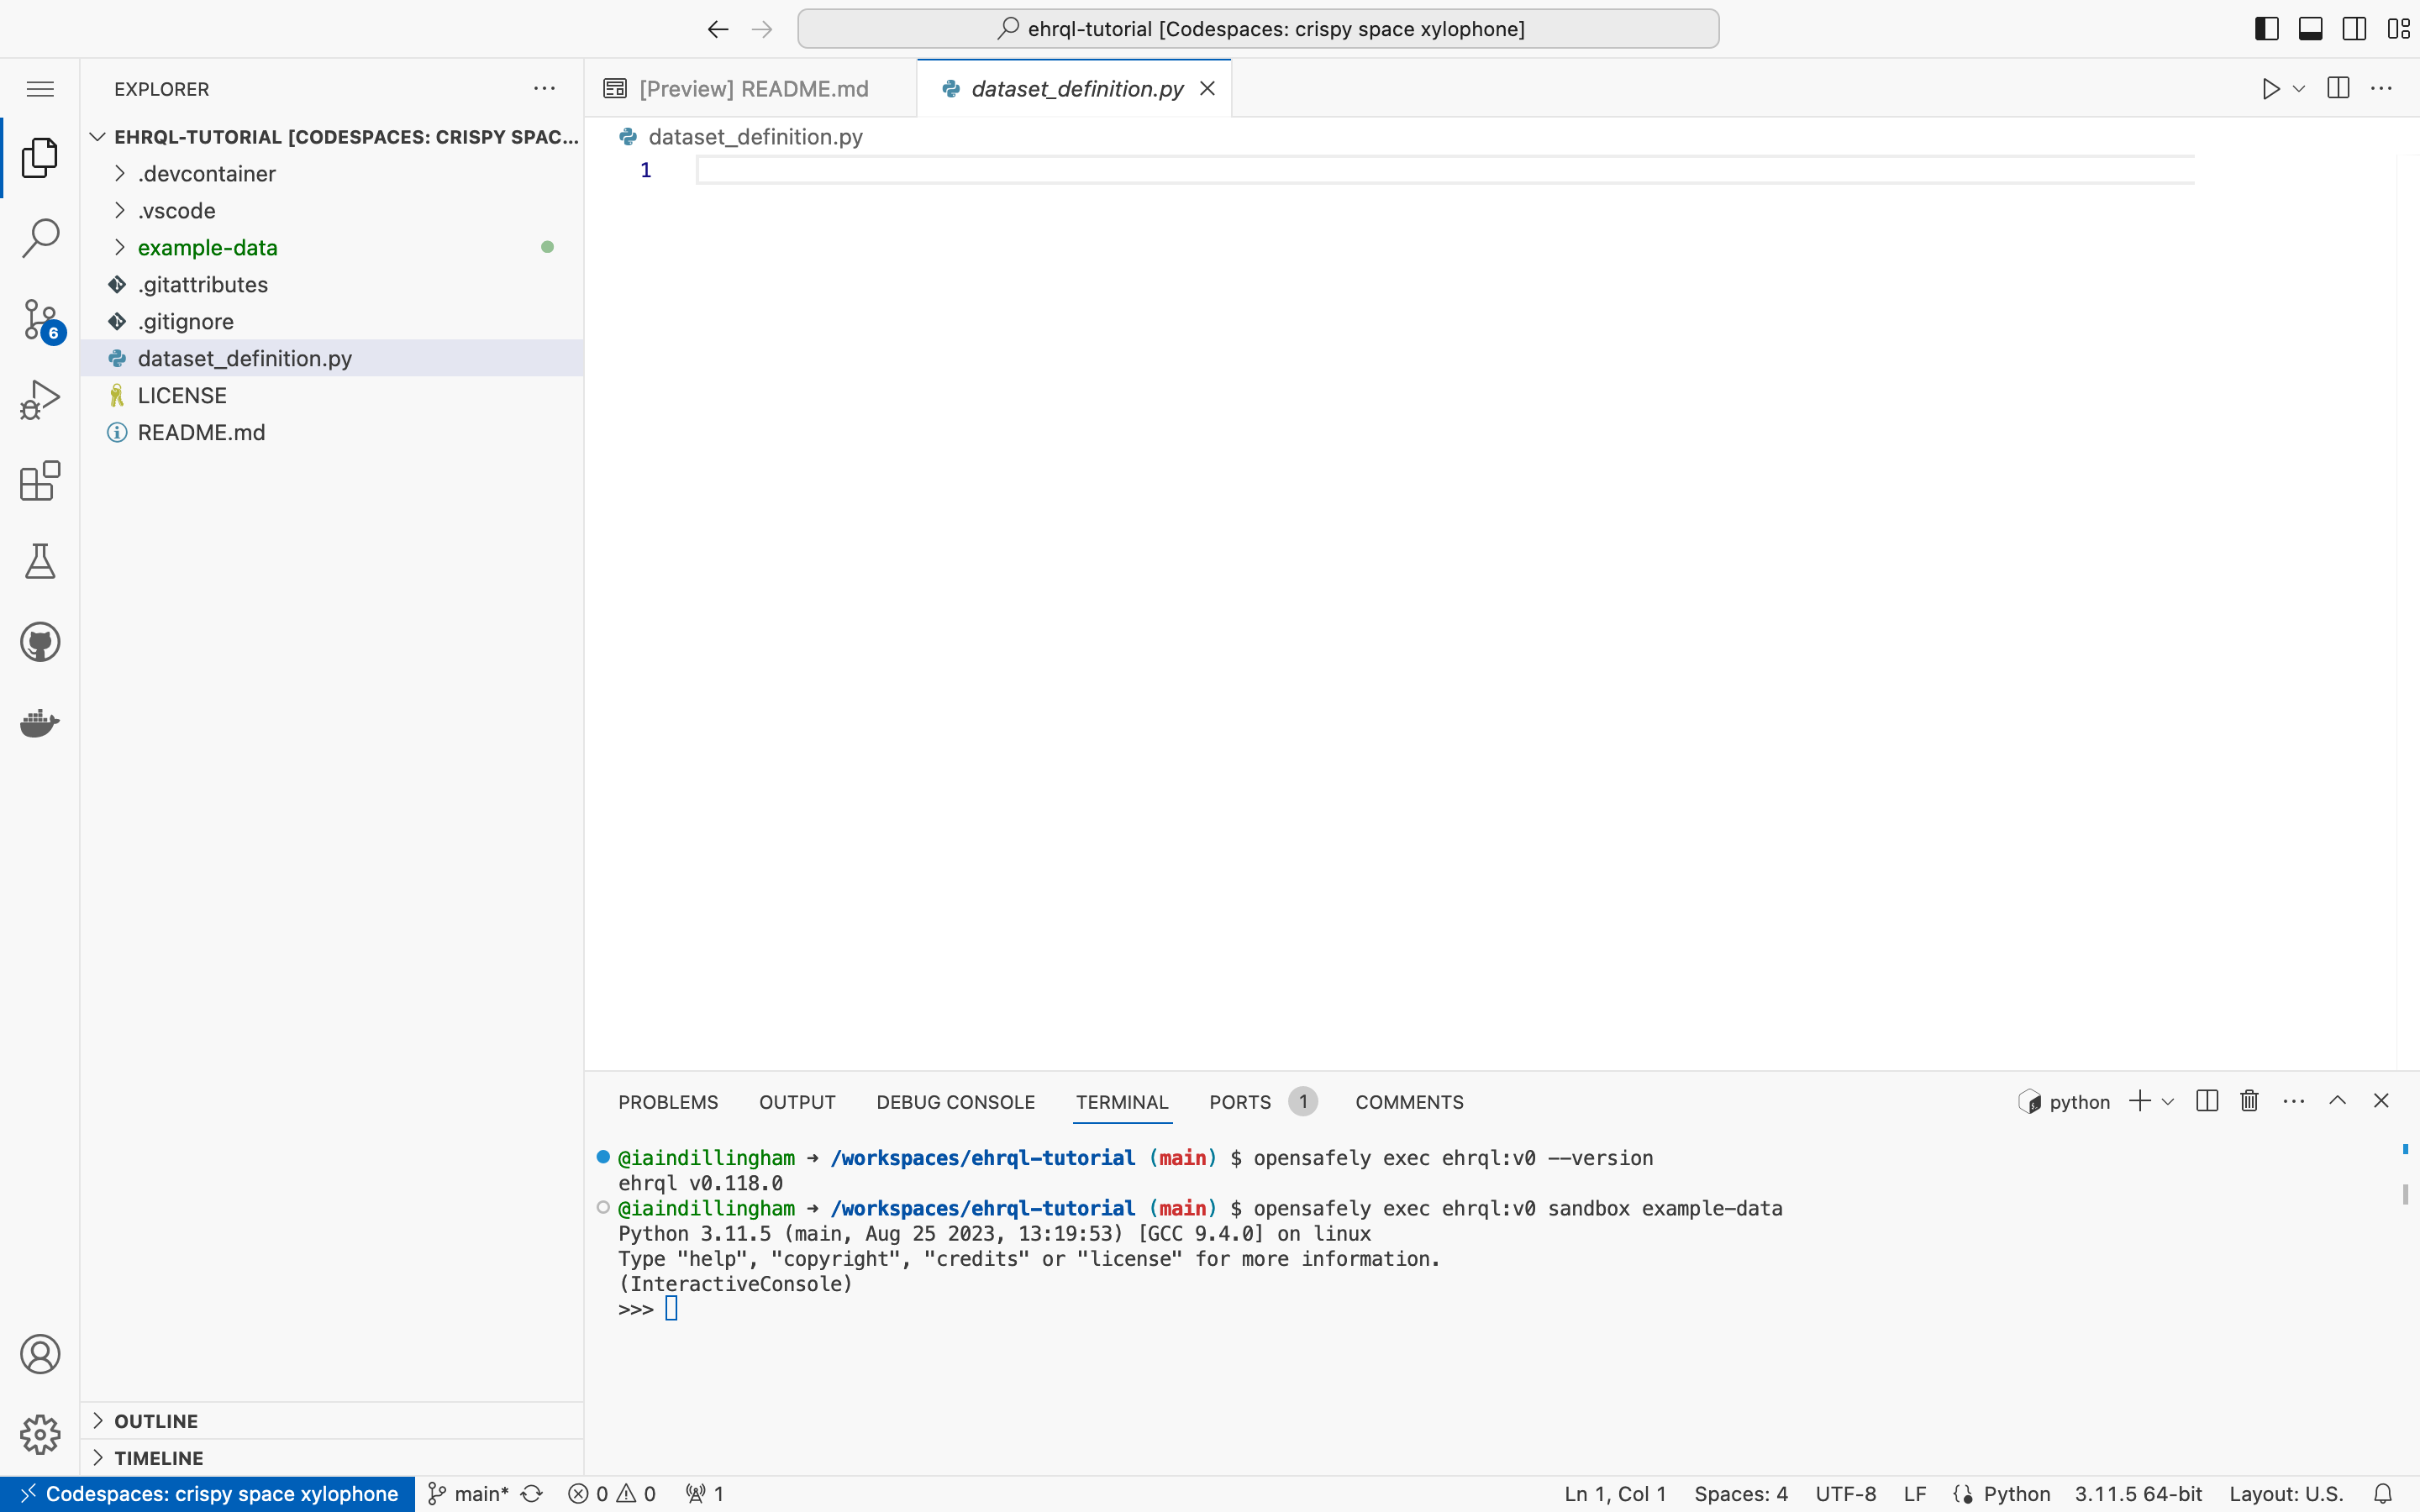 ehrql-tutorial [Codespaces: crispy space xylophone]
EXPLORER
[Preview] README.md
dataset_definition.py
EHRQL-TUTORIAL [CODESPACES: CRISPY SPAC...
.devcontainer
.vscode
example-data
.gitattributes
.gitignore
dataset_definition.py
LICENSE
README.md
6
dataset_definition.py
1
PROBLEMS OUTPUT DEBUG CONSOLE TERMINAL PORTS 1 COMMENTS
python
@iaindillingham → /workspaces/ehrql-tutorial (main) $ opensafely exec ehrql:v0 --version
ehrql v0.118.0
@iaindillingham → /workspaces/ehrql-tutorial (main) $ opensafely exec ehrql:v0 sandbox example-data
Python 3.11.5 (main, Aug 25 2023, 13:19:53) [GCC 9.4.0] on linux
Type "help", "copyright", "credits" or "license" for more information.
(InteractiveConsole)
>>>
OUTLINE
TIMELINE
Codespaces: crispy space xylophone main* 0 0 1 Ln 1, Col 1 Spaces: 4 UTF-8 LF Python 3.11.5 64-bit Layout: U.S.